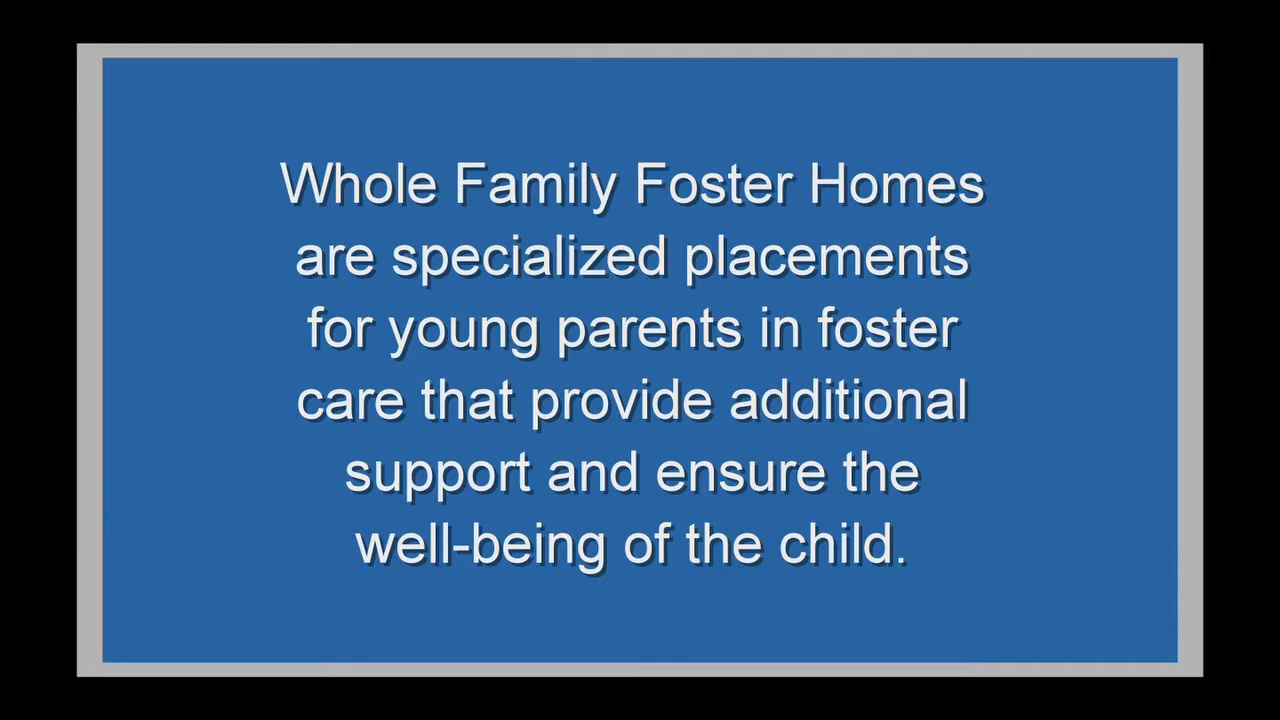 Whole Family Foster Homes
are specialized placements
for young parents in foster
care that provide additional
support and ensure the
well-being of the child.